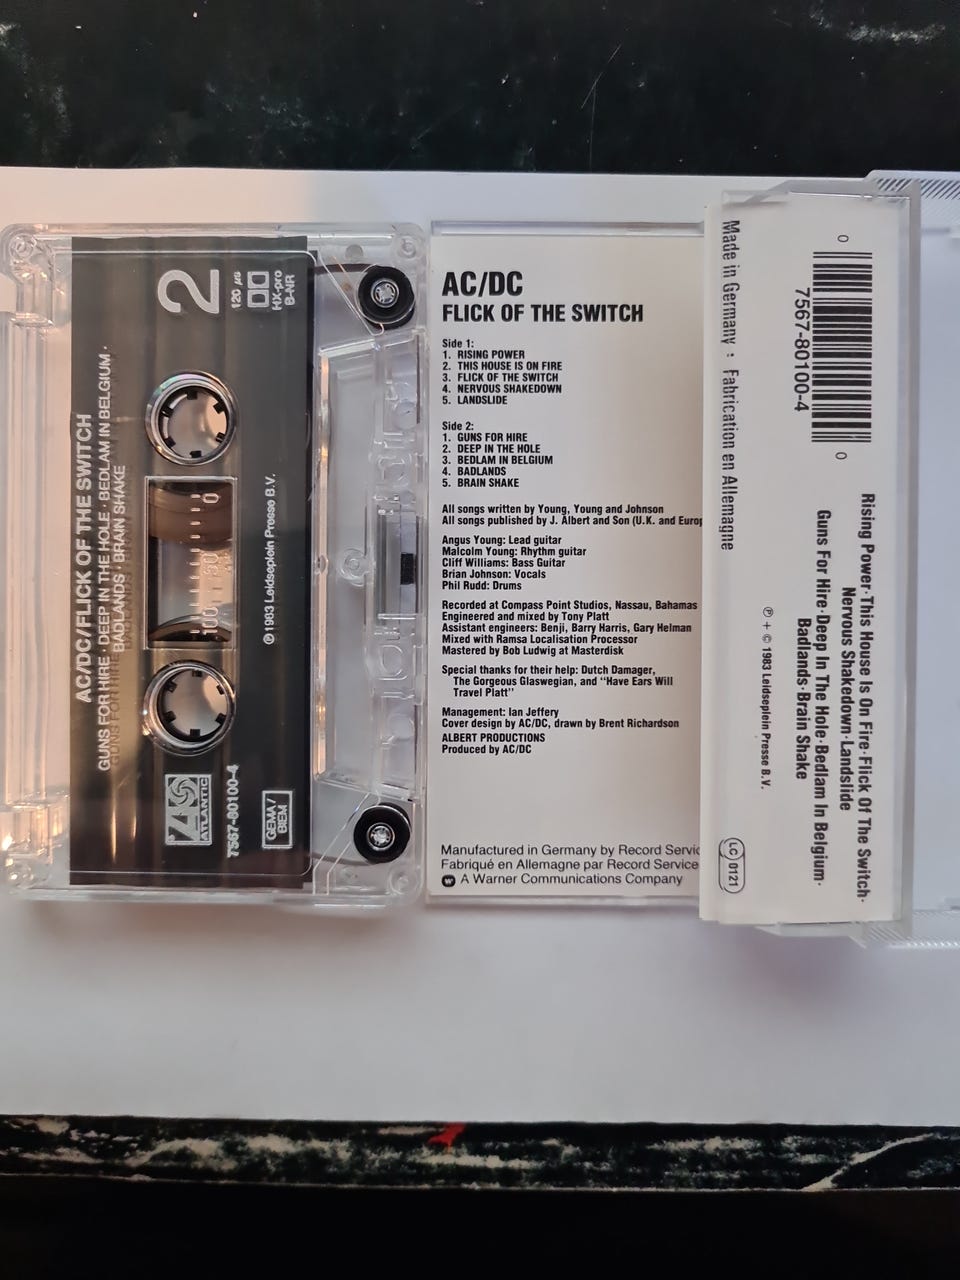 2
120 µs
HX-pro
B-NR
AC/DC/FLICK OF THE SWITCH
GUNS FOR HIRE · DEEP IN THE HOLE · BEDLAM IN BELGIUM ·
BADLANDS · BRAIN SHAKE
100 50 0
℗ 1983 Leidseplein Presse B.V.
ATLANTIC
7567-80100-4
GEMA/
BIEM
AC/DC
FLICK OF THE SWITCH
Side 1:
1. RISING POWER
2. THIS HOUSE IS ON FIRE
3. FLICK OF THE SWITCH
4. NERVOUS SHAKEDOWN
5. LANDSLIDE
Side 2:
1. GUNS FOR HIRE
2. DEEP IN THE HOLE
3. BEDLAM IN BELGIUM
4. BADLANDS
5. BRAIN SHAKE
All songs written by Young, Young and Johnson
All songs published by J. Albert and Son (U.K. and Europ
Angus Young: Lead guitar
Malcolm Young: Rhythm guitar
Cliff Williams: Bass Guitar
Brian Johnson: Vocals
Phil Rudd: Drums
Recorded at Compass Point Studios, Nassau, Bahamas
Engineered and mixed by Tony Platt
Assistant engineers: Benji, Barry Harris, Gary Helman
Mixed with Ramsa Localisation Processor
Mastered by Bob Ludwig at Masterdisk
Special thanks for their help: Dutch Damager,
The Gorgeous Glaswegian, and "Have Ears Will
Travel Platt"
Management: Ian Jeffery
Cover design by AC/DC, drawn by Brent Richardson
ALBERT PRODUCTIONS
Produced by AC/DC
Manufactured in Germany by Record Servic
Fabriqué en Allemagne par Record Service
A Warner Communications Company
Made in Germany · Fabrication en Allemagne
0 0
7567-80100-4
Rising Power·This House Is On Fire·Flick Of The Switch·
Nervous Shakedown·Landslide
Guns For Hire·Deep In The Hole·Bedlam In Belgium·
Badlands·Brain Shake
℗ + © 1983 Leidseplein Presse B.V.
LC 0121